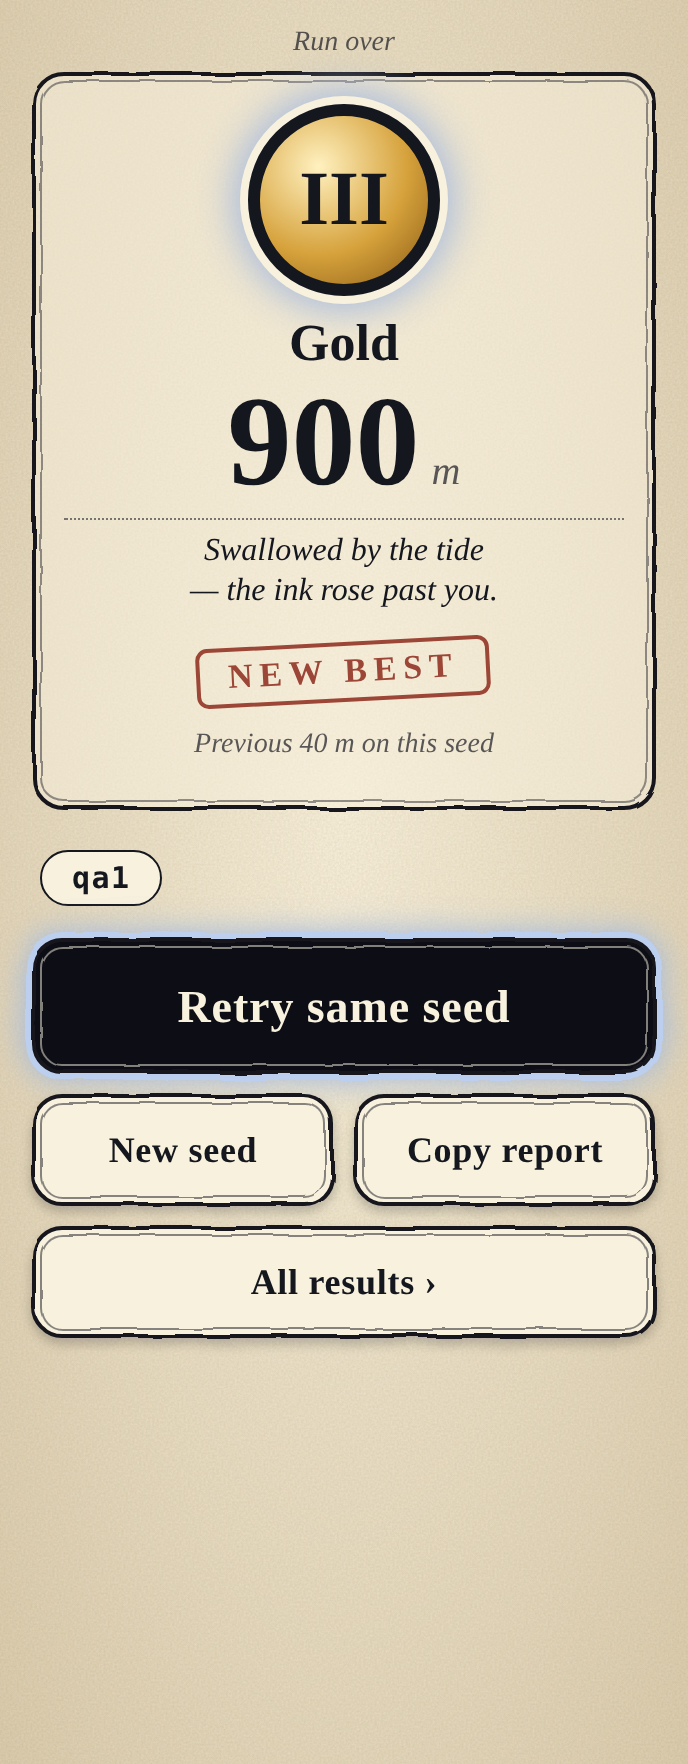 Run over
III
Gold
900 m
Swallowed by the tide
— the ink rose past you.
NEW BEST
Previous 40 m on this seed
qa1
Retry same seed
New seed
Copy report
All results ›